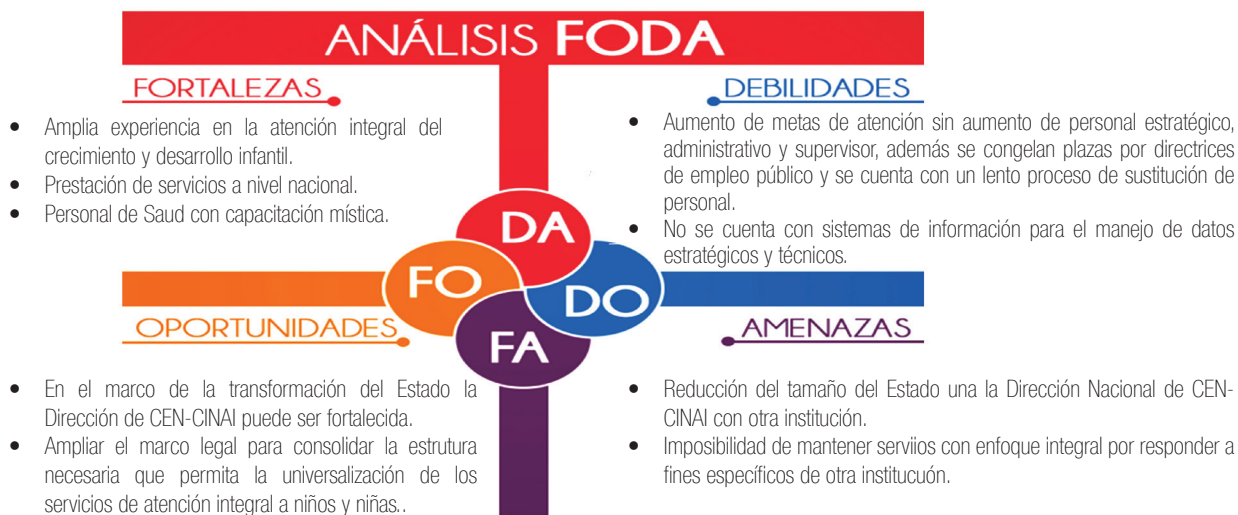 ANÁLISIS FODA
FORTALEZAS
• Amplia experiencia en la atención integral del
crecimiento y desarrollo infantil.
• Prestación de servicios a nivel nacional.
• Personal de Saud con capacitación mística.
DEBILIDADES
• Aumento de metas de atención sin aumento de personal estratégico,
administrativo y supervisor, además se congelan plazas por directrices
de empleo público y se cuenta con un lento proceso de sustitución de
personal.
• No se cuenta con sistemas de información para el manejo de datos
estratégicos y técnicos.
DA
FO
DO
FA
OPORTUNIDADES
• En el marco de la transformación del Estado la
Dirección de CEN-CINAI puede ser fortalecida.
• Ampliar el marco legal para consolidar la estrutura
necesaria que permita la universalización de los
servicios de atención integral a niños y niñas..
AMENAZAS
• Reducción del tamaño del Estado una la Dirección Nacional de CEN-
CINAI con otra institución.
• Imposibilidad de mantener serviios con enfoque integral por responder a
fines específicos de otra institucuón.